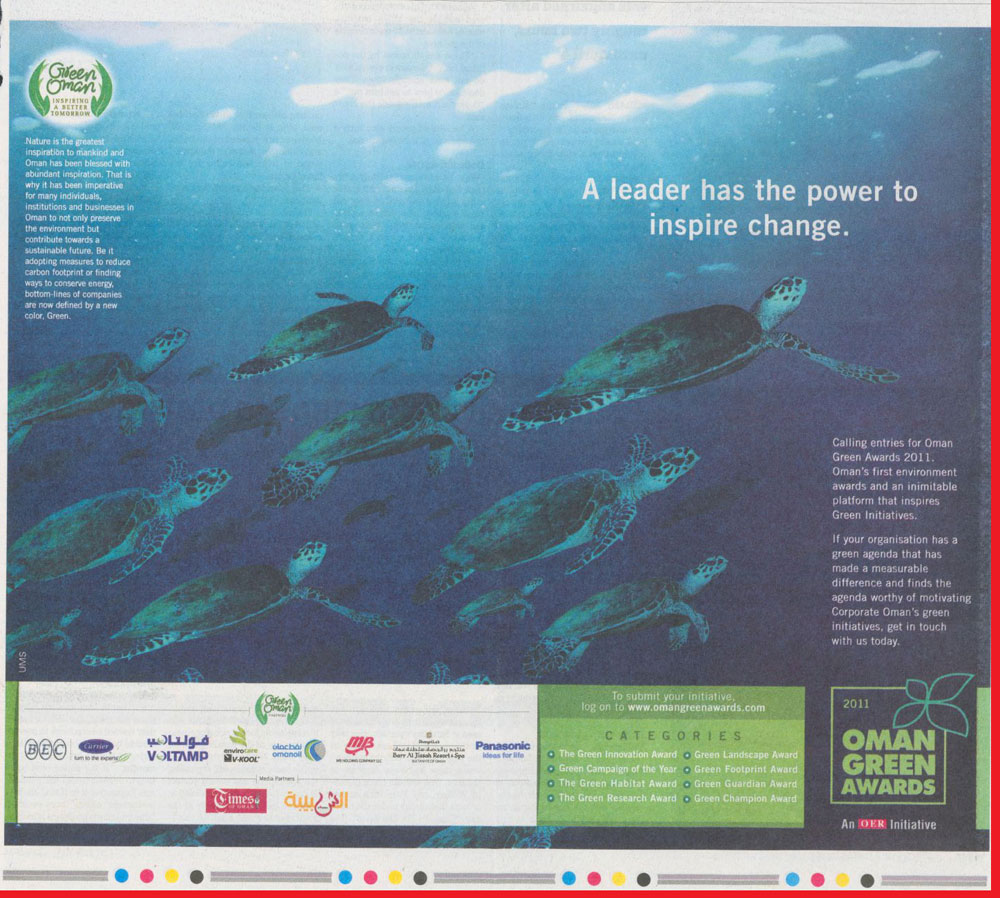 Green
Oman
INSPIRING
A BETTER
TOMORROW
Nature is the greatest
inspiration to mankind and
Oman has been blessed with
abundant inspiration. That is
why it has been imperative
for many individuals,
institutions and businesses in
Oman to not only preserve
the environment but
contribute towards a
sustainable future. Be it
adopting measures to reduce
carbon footprint or finding
ways to conserve energy,
bottom-lines of companies
are now defined by a new
color, Green.
A leader has the power to
inspire change.
Calling entries for Oman
Green Awards 2011.
Oman's first environment
awards and an inimitable
platform that inspires
Green Initiatives.
If your organisation has a
green agenda that has
made a measurable
difference and finds the
agenda worthy of motivating
Corporate Oman's green
initiatives, get in touch
with us today.
UMS
Green
Oman
BEC
Carrier
turn to the experts
ڤولتامب
VOLTAMP
enviro care
V-KOOL
نفط عمان
omanoil
MB
MB HOLDING COMPANY LLC
Shangri-La's
Barr Al Jissah Resort & Spa
SULTANATE OF OMAN
Panasonic
ideas for life
Media Partners
Times
OF OMAN
الشبيبة
To submit your initiative,
log on to www.omangreenawards.com
CATEGORIES
The Green Innovation Award
Green Campaign of the Year
The Green Habitat Award
The Green Research Award
Green Landscape Award
Green Footprint Award
Green Guardian Award
Green Champion Award
2011
OMAN
GREEN
AWARDS
An OER Initiative